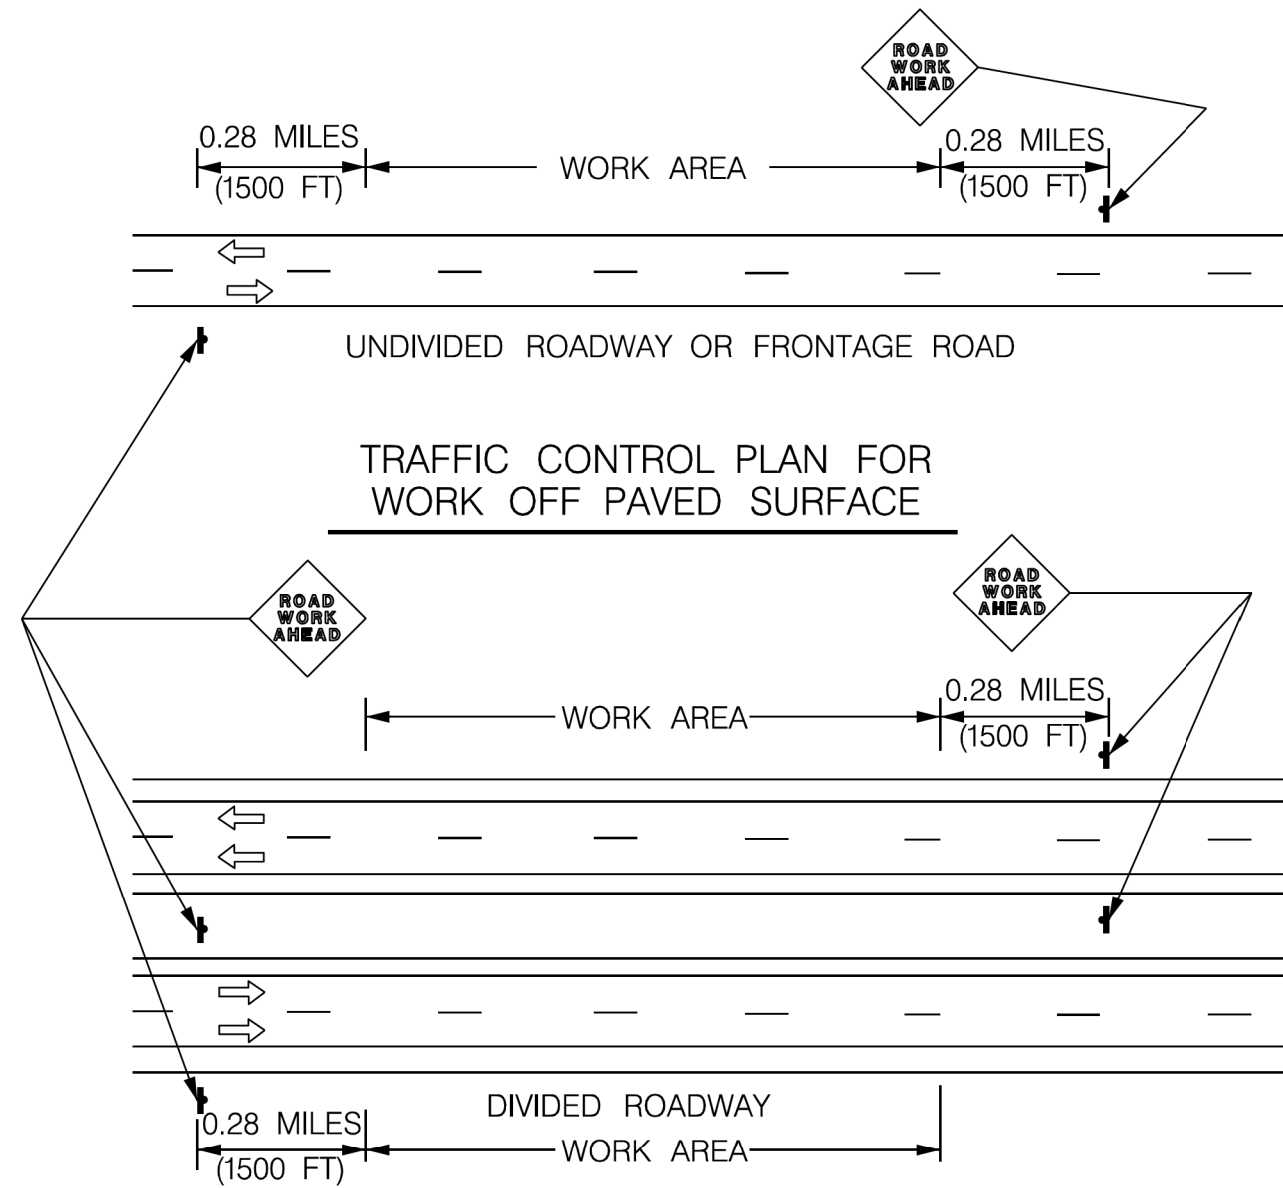 ROAD
WORK
AHEAD
0.28 MILES
(1500 FT)
WORK AREA
0.28 MILES
(1500 FT)
UNDIVIDED ROADWAY OR FRONTAGE ROAD
TRAFFIC CONTROL PLAN FOR
WORK OFF PAVED SURFACE
ROAD
WORK
AHEAD
ROAD
WORK
AHEAD
WORK AREA
0.28 MILES
(1500 FT)
DIVIDED ROADWAY
0.28 MILES
(1500 FT)
WORK AREA